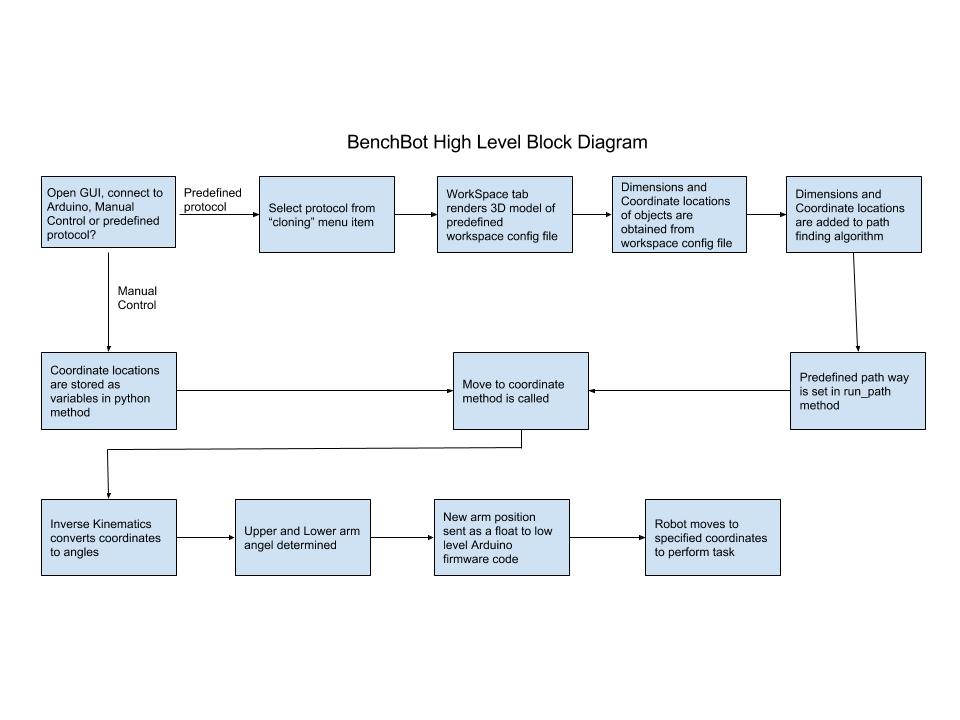 BenchBot High Level Block Diagram
Open GUI, connect to
Arduino, Manual
Control or predefined
protocol?
Predefined
protocol
Select protocol from
“cloning” menu item
WorkSpace tab
renders 3D model of
predefined
workspace config file
Dimensions and
Coordinate locations
of objects are
obtained from
workspace config file
Dimensions and
Coordinate locations
are added to path
finding algorithm
Manual
Control
Coordinate locations
are stored as
variables in python
method
Move to coordinate
method is called
Predefined path way
is set in run_path
method
Inverse Kinematics
converts coordinates
to angles
Upper and Lower arm
angel determined
New arm position
sent as a float to low
level Arduino
firmware code
Robot moves to
specified coordinates
to perform task